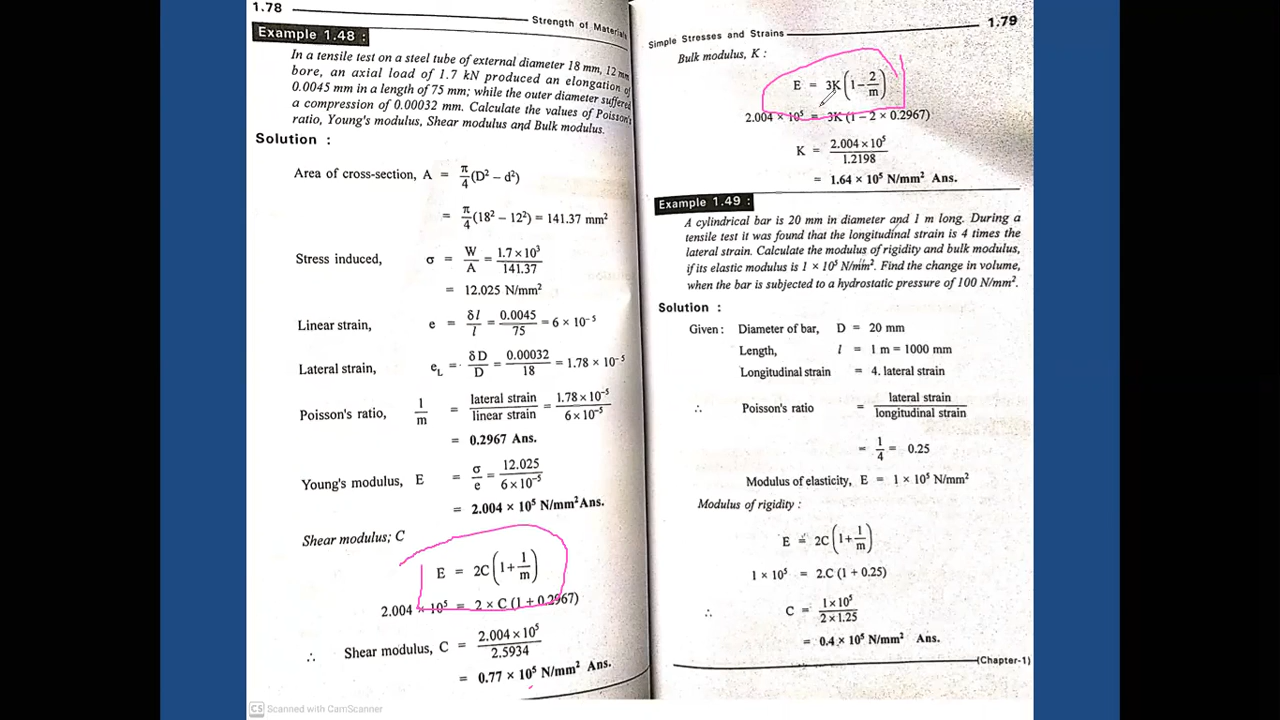 1.78
Strength of Materials
Example 1.48 :
In a tensile test on a steel tube of external diameter 18 mm, 12 mm
bore, an axial load of 1.7 kN produced an elongation of
0.0045 mm in a length of 75 mm; while the outer diameter suffered
a compression of 0.00032 mm. Calculate the values of Poisson's
ratio, Young's modulus, Shear modulus and Bulk modulus.
Solution :
Area of cross-section, A = π/4 (D² − d²)
= π/4 (18² − 12²) = 141.37 mm²
Stress induced, σ = W/A = 1.7 × 10³/141.37
= 12.025 N/mm²
Linear strain, e = δl/l = 0.0045/75 = 6 × 10⁻⁵
Lateral strain, e_L = δD/D = 0.00032/18 = 1.78 × 10⁻⁵
Poisson's ratio, 1/m = lateral strain/linear strain = 1.78 × 10⁻⁵/6 × 10⁻⁵
= 0.2967 Ans.
Young's modulus, E = σ/e = 12.025/6 × 10⁻⁵
= 2.004 × 10⁵ N/mm² Ans.
Shear modulus; C
E = 2C (1 + 1/m)
2.004 × 10⁵ = 2 × C (1 + 0.2967)
∴ Shear modulus, C = 2.004 × 10⁵/2.5934
= 0.77 × 10⁵ N/mm² Ans.
Simple Stresses and Strains
1.79
Bulk modulus, K :
E = 3K (1 − 2/m)
2.004 × 10⁵ = 3K (1 − 2 × 0.2967)
K = 2.004 × 10⁵/1.2198
= 1.64 × 10⁵ N/mm² Ans.
Example 1.49 :
A cylindrical bar is 20 mm in diameter and 1 m long. During a
tensile test it was found that the longitudinal strain is 4 times the
lateral strain. Calculate the modulus of rigidity and bulk modulus,
if its elastic modulus is 1 × 10⁵ N/mm². Find the change in volume,
when the bar is subjected to a hydrostatic pressure of 100 N/mm².
Solution :
Given : Diameter of bar, D = 20 mm
Length, l = 1 m = 1000 mm
Longitudinal strain = 4. lateral strain
∴ Poisson's ratio = lateral strain/longitudinal strain
= 1/4 = 0.25
Modulus of elasticity, E = 1 × 10⁵ N/mm²
Modulus of rigidity :
E = 2C (1 + 1/m)
1 × 10⁵ = 2.C (1 + 0.25)
∴ C = 1 × 10⁵/2 × 1.25
= 0.4 × 10⁵ N/mm² Ans.
(Chapter-1)
CS Scanned with CamScanner